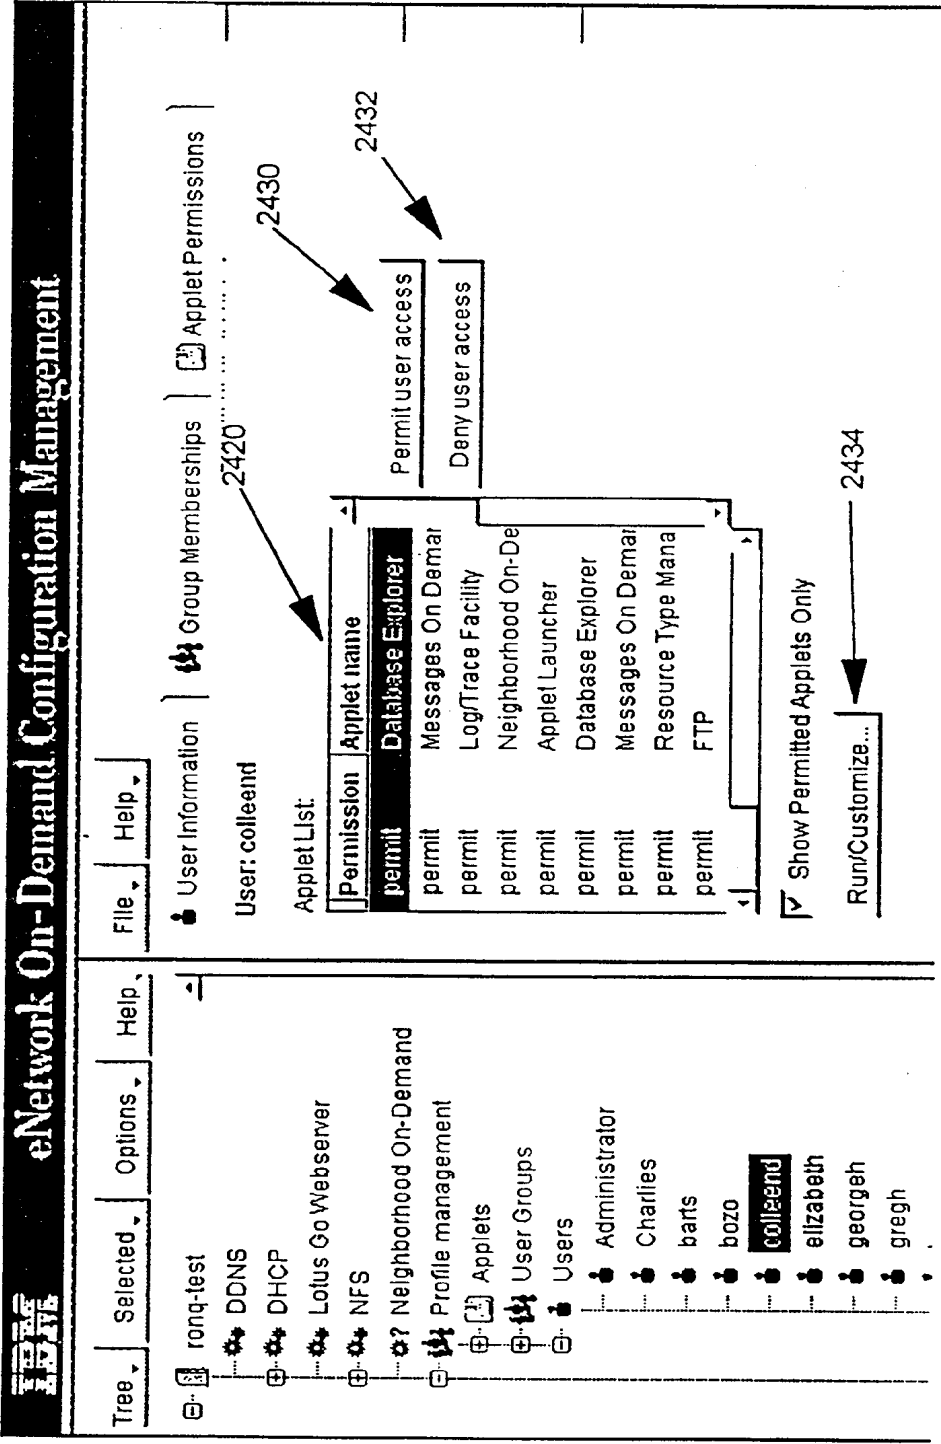 IBM eNetwork On-Demand Configuration Management
Tree Selected Options Help
ronq-test
DDNS
DHCP
Lotus Go Webserver
NFS
? Neighborhood On-Demand
Profile management
Applets
User Groups
Users
Administrator
Charlies
barts
bozo
colleend
elizabeth
georgeh
gregh
File Help
User Information Group Memberships Applet Permissions
User: colleend
2420
2430
2432
Applet List:
Permission Applet name
permit Database Explorer
permit Messages On Demar
permit Log/Trace Facility
permit Neighborhood On-De
permit Applet Launcher
permit Database Explorer
permit Messages On Demar
permit Resource Type Mana
permit FTP
Permit user access
Deny user access
Show Permitted Applets Only
Run/Customize...
2434